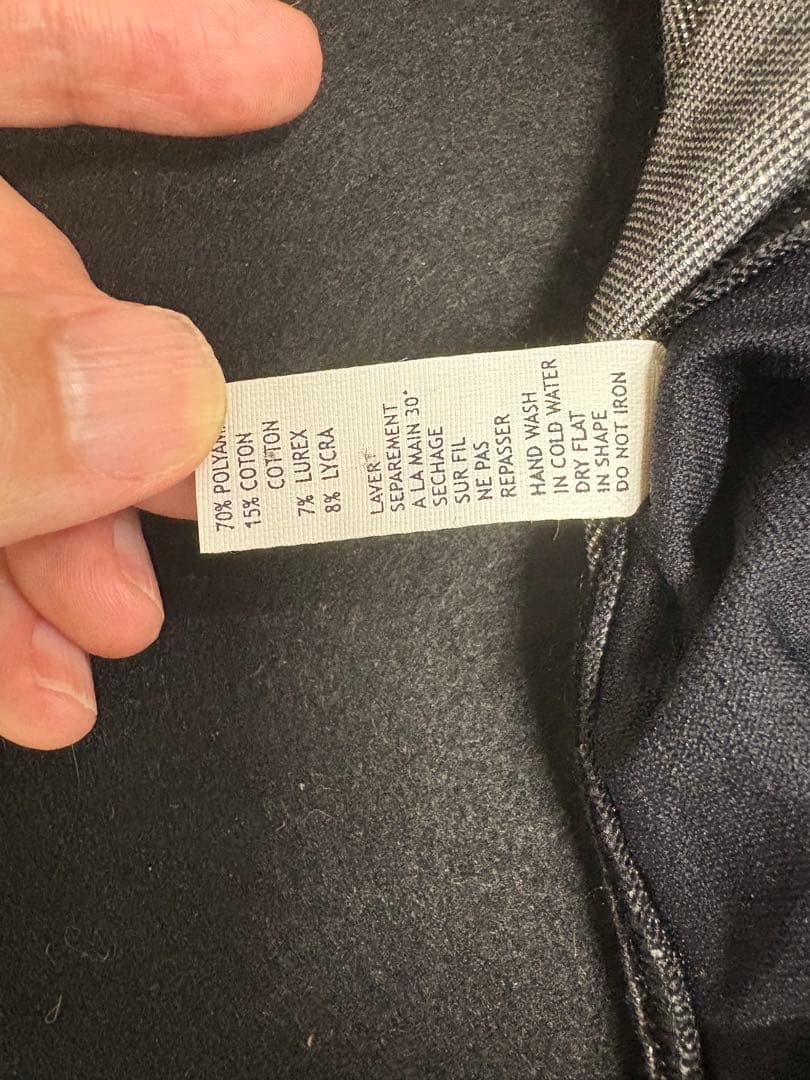 70% POLYAM
15% COTON
COTTON
7% LUREX
8% LYCRA
LAYER
SEPAREMENT
A LA MAIN 30°
SECHAGE
SUR FIL
NE PAS
REPASSER
HAND WASH
IN COLD WATER
DRY FLAT
IN SHAPE
DO NOT IRON